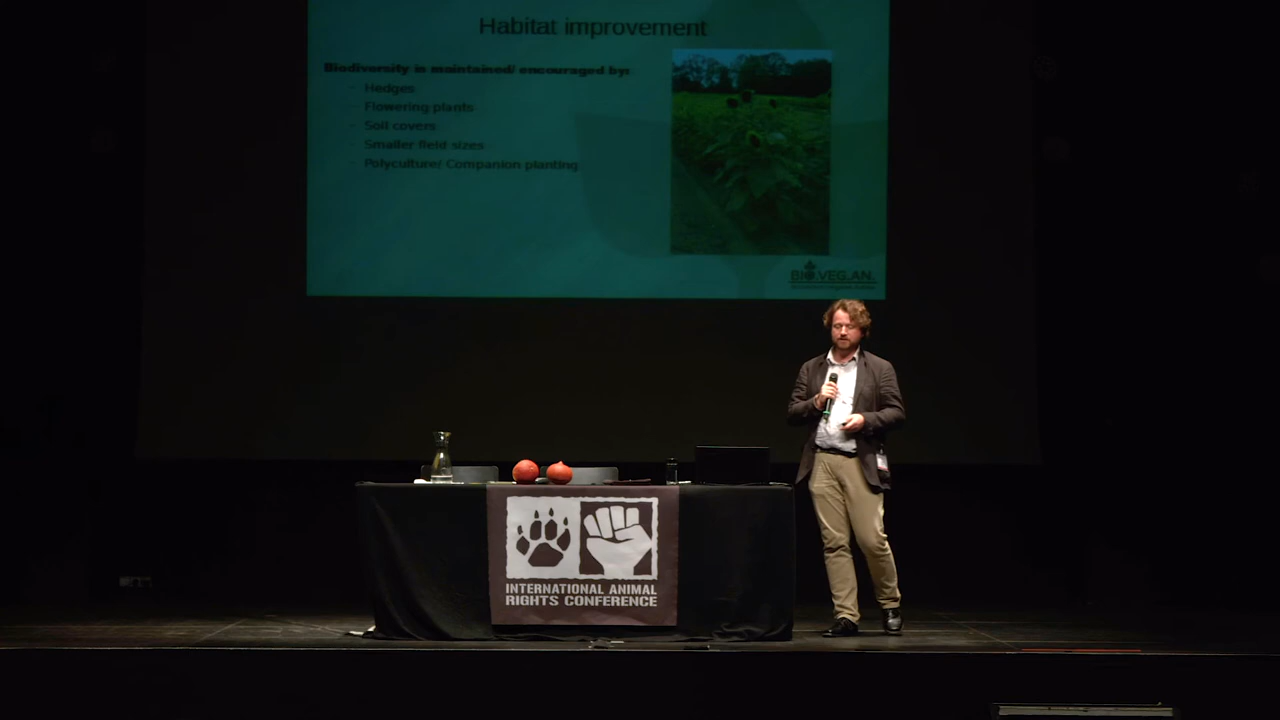 Habitat improvement
Biodiversity is maintained/ encouraged by:
- Hedges
- Flowering plants
- Soil covers
- Smaller field sizes
- Polyculture/ Companion planting
BIO.VEG.AN.
INTERNATIONAL ANIMAL
RIGHTS CONFERENCE